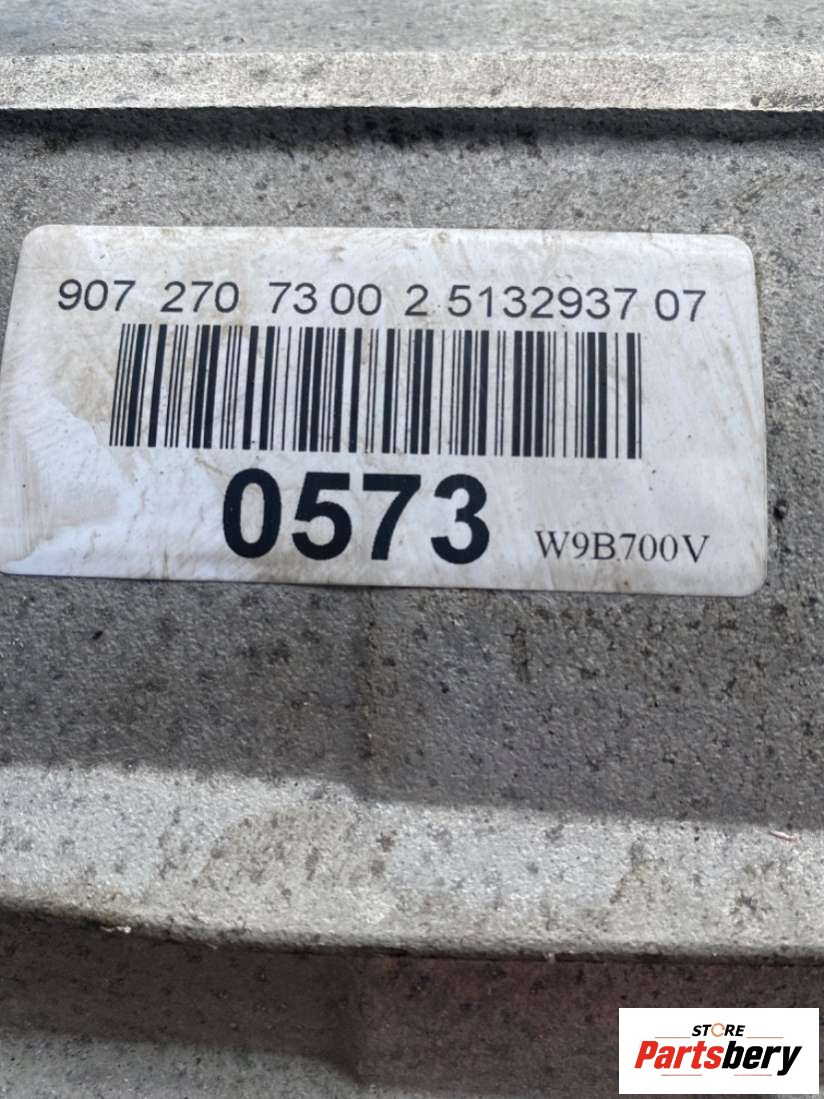 907 270 73 00 2 5132937 07
0573
W9B700V
STORE
Partsbery